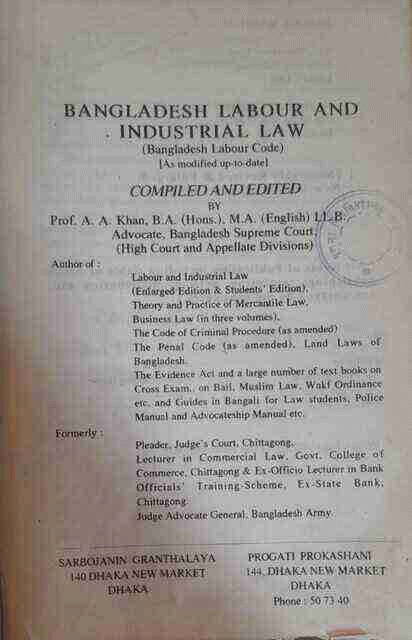 BANGLADESH LABOUR AND
INDUSTRIAL LAW
(Bangladesh Labour Code)
[As modified up-to-date]
COMPILED AND EDITED
BY
Prof. A. A. Khan, B.A. (Hons.), M.A. (English) LL.B.
Advocate, Bangladesh Supreme Court,
(High Court and Appellate Divisions)
Author of :
Labour and Industrial Law
(Enlarged Edition & Students' Edition),
Theory and Practice of Mercantile Law,
Business Law (in three volumes),
The Code of Criminal Procedure (as amended)
The Penal Code (as amended), Land Laws of
Bangladesh.
The Evidence Act and a large number of text books on
Cross Exam., on Bail, Muslim Law, Wakf Ordinance
etc. and Guides in Bangali for Law students, Police
Manual and Advocateship Manual etc.
Formerly :
Pleader, Judge's Court, Chittagong,
Lecturer in Commercial Law, Govt. College of
Commerce, Chittagong & Ex-Officio Lecturer in Bank
Officials' Training-Scheme, Ex-State Bank,
Chittagong.
Judge Advocate General, Bangladesh Army.
SARBOJANIN GRANTHALAYA
140 DHAKA NEW MARKET
DHAKA
PROGATI PROKASHANI
144, DHAKA NEW MARKET
DHAKA
Phone : 50 73 40